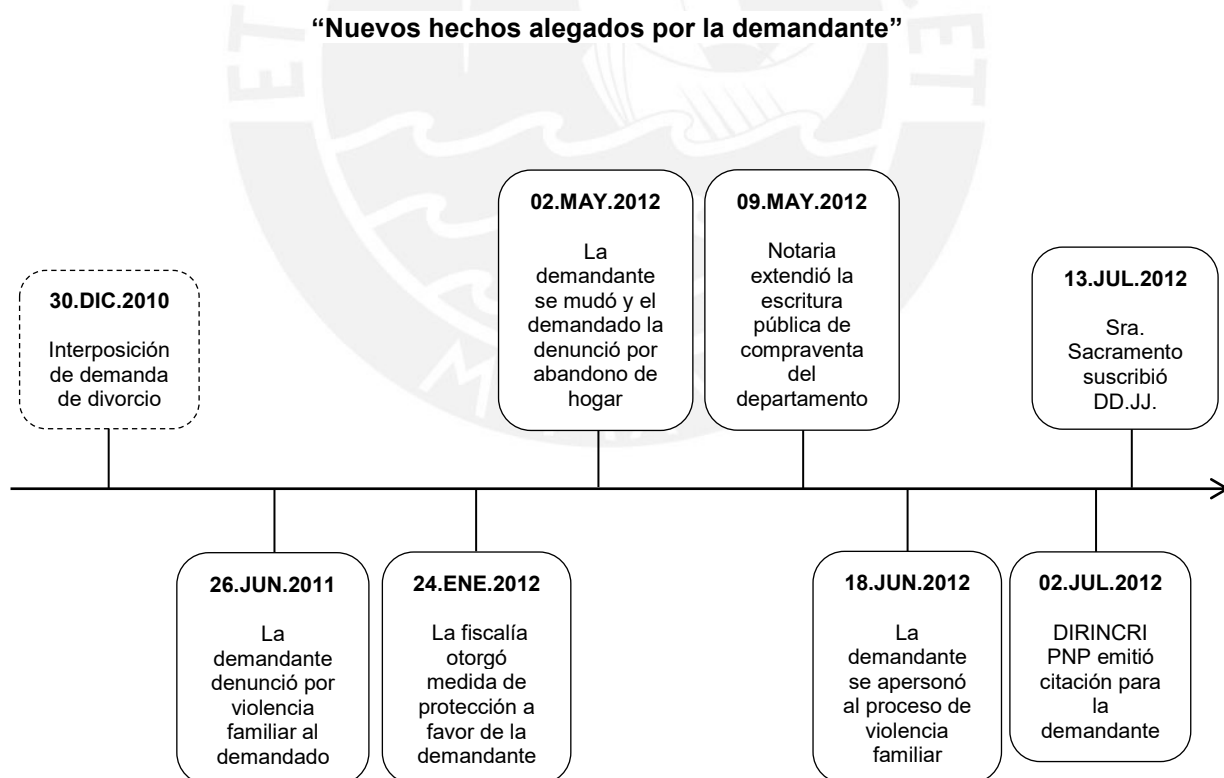 “Nuevos hechos alegados por la demandante”
30.DIC.2010
Interposición
de demanda
de divorcio
26.JUN.2011
La
demandante
denunció por
violencia
familiar al
demandado
24.ENE.2012
La fiscalía
otorgó
medida de
protección a
favor de la
demandante
02.MAY.2012
La
demandante
se mudó y el
demandado la
denunció por
abandono de
hogar
09.MAY.2012
Notaria
extendió la
escritura
pública de
compraventa
del
departamento
18.JUN.2012
La
demandante
se apersonó
al proceso de
violencia
familiar
02.JUL.2012
DIRINCRI
PNP emitió
citación para
la
demandante
13.JUL.2012
Sra.
Sacramento
suscribió
DD.JJ.
ET
ET